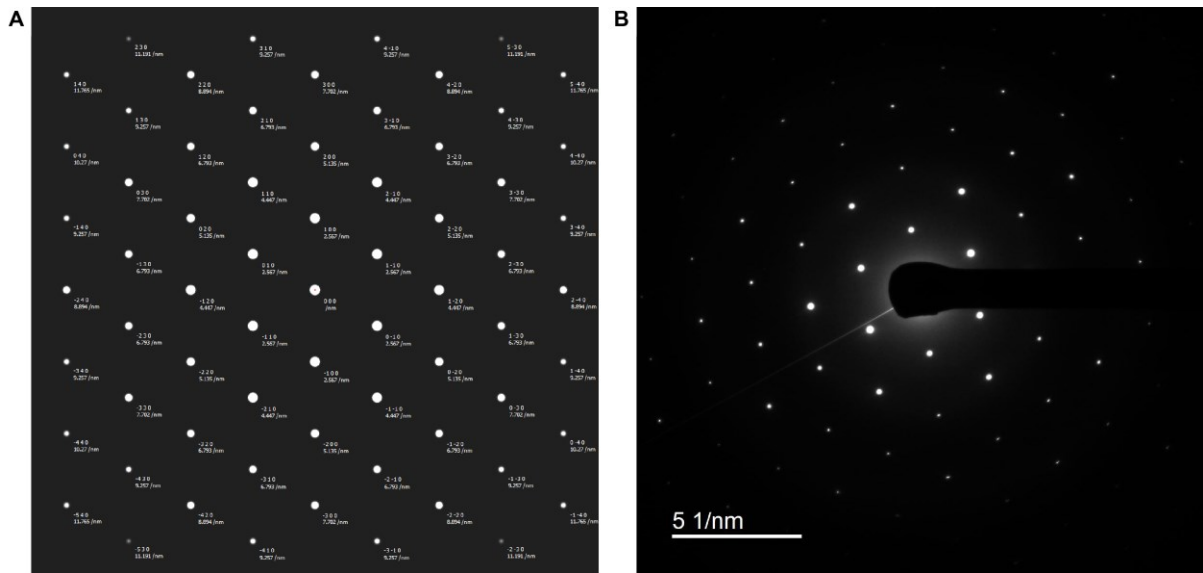 A
B
2 3 0
11.191 /nm
3 1 0
9.257 /nm
4 -1 0
9.257 /nm
5 -3 0
11.191 /nm
1 4 0
11.765 /nm
2 2 0
8.894 /nm
3 0 0
7.702 /nm
4 -2 0
8.894 /nm
5 -4 0
11.765 /nm
1 3 0
9.257 /nm
2 1 0
6.793 /nm
3 -1 0
6.793 /nm
4 -3 0
9.257 /nm
0 4 0
10.27 /nm
1 2 0
6.793 /nm
2 0 0
5.135 /nm
3 -2 0
6.793 /nm
4 -4 0
10.27 /nm
0 3 0
7.702 /nm
1 1 0
4.447 /nm
2 -1 0
4.447 /nm
3 -3 0
7.702 /nm
-1 4 0
9.257 /nm
0 2 0
5.135 /nm
1 0 0
2.567 /nm
2 -2 0
5.135 /nm
3 -4 0
9.257 /nm
-1 3 0
6.793 /nm
0 1 0
2.567 /nm
1 -1 0
2.567 /nm
2 -3 0
6.793 /nm
-2 4 0
8.894 /nm
-1 2 0
4.447 /nm
0 0 0
/nm
1 -2 0
4.447 /nm
2 -4 0
8.894 /nm
-2 3 0
6.793 /nm
-1 1 0
2.567 /nm
0 -1 0
2.567 /nm
1 -3 0
6.793 /nm
-3 4 0
9.257 /nm
-2 2 0
5.135 /nm
-1 0 0
2.567 /nm
0 -2 0
5.135 /nm
1 -4 0
9.257 /nm
-3 3 0
7.702 /nm
-2 1 0
4.447 /nm
-1 -1 0
4.447 /nm
0 -3 0
7.702 /nm
-4 4 0
10.27 /nm
-3 2 0
6.793 /nm
-2 0 0
5.135 /nm
-1 -2 0
6.793 /nm
0 -4 0
10.27 /nm
-4 3 0
9.257 /nm
-3 1 0
6.793 /nm
-2 -1 0
6.793 /nm
-1 -3 0
9.257 /nm
-5 4 0
11.765 /nm
-4 2 0
8.894 /nm
-3 0 0
7.702 /nm
-2 -2 0
8.894 /nm
-1 -4 0
11.765 /nm
-5 3 0
11.191 /nm
-4 1 0
9.257 /nm
-3 -1 0
9.257 /nm
-2 -3 0
11.191 /nm
5 1/nm